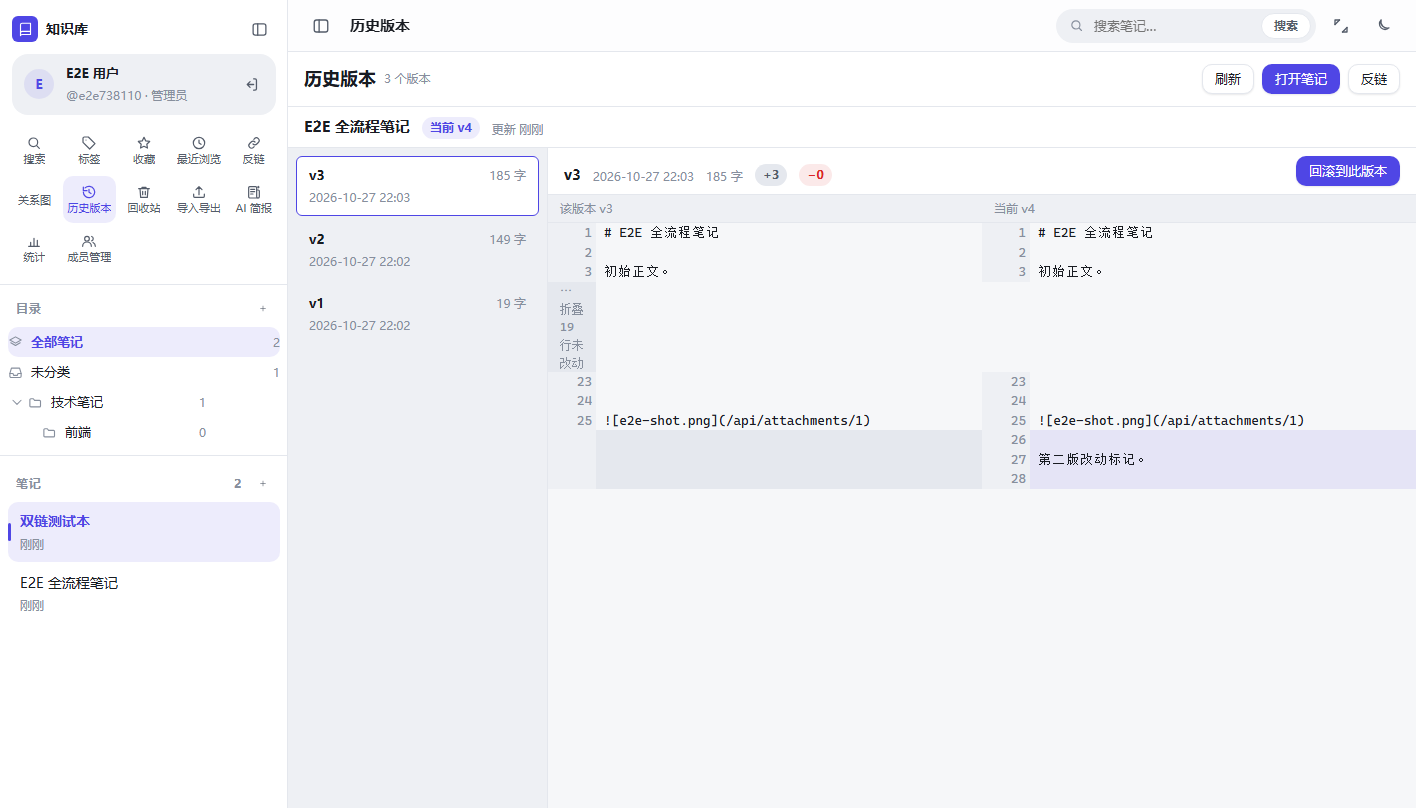 知识库
E
E2E 用户
@e2e738110 · 管理员
搜索
标签
收藏
最近浏览
反链
关系图
历史版本
回收站
导入导出
AI 简报
统计
成员管理
目录 +
全部笔记 2
未分类 1
技术笔记 1
前端 0
笔记 2 +
双链测试本
刚刚
E2E 全流程笔记
刚刚
历史版本
搜索笔记...
搜索
历史版本 3 个版本
刷新
打开笔记
反链
E2E 全流程笔记 当前 v4 更新 刚刚
v3 185 字
2026-10-27 22:03
v2 149 字
2026-10-27 22:02
v1 19 字
2026-10-27 22:02
v3 2026-10-27 22:03 185 字 +3 −0
回滚到此版本
该版本 v3 当前 v4
1 # E2E 全流程笔记 1 # E2E 全流程笔记
2 2
3 初始正文。 3 初始正文。
⋯
折叠
19
行未
改动
23 23
24 24
25 ![e2e-shot.png](/api/attachments/1) 25 ![e2e-shot.png](/api/attachments/1)
26
27 第二版改动标记。
28